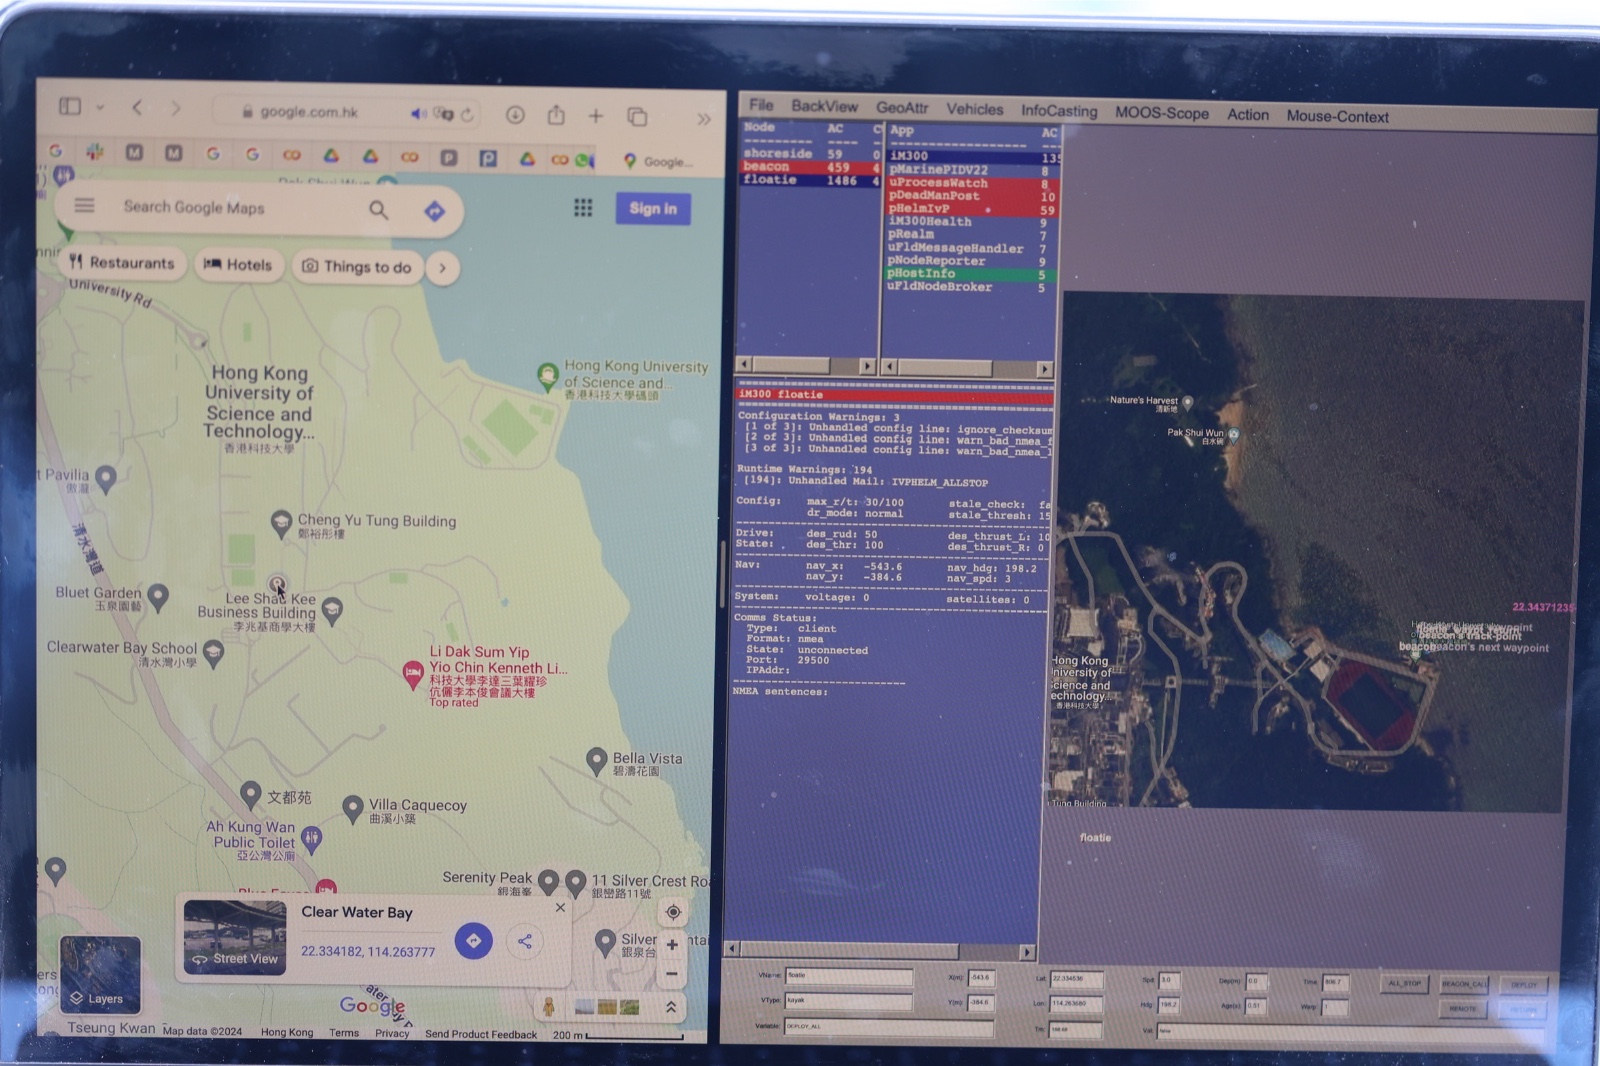 google.com.hk
Google...
Search Google Maps
Sign in
Restaurants
Hotels
Things to do
University Rd
Hong Kong
University of
Science and
Technology...
香港科技大學
Hong Kong University
of Science and...
香港科技大學碼頭
t Pavilia
傲瀧
清水灣道
Cheng Yu Tung Building
鄭裕彤樓
Bluet Garden
玉泉園藝
Lee Shau Kee
Business Building
李兆基商學大樓
Clearwater Bay School
清水灣小學
Li Dak Sum Yip
Yio Chin Kenneth Li...
科技大學李達三葉耀珍
伉儷李本俊會議大樓
Top rated
Bella Vista
碧濤花園
文都苑
Villa Caquecoy
曲溪小築
Ah Kung Wan
Public Toilet
亞公灣公廁
Serenity Peak
銀海峯
11 Silver Crest Roa
銀巒路11號
Silver
銀泉台
Clear Water Bay
22.334182, 114.263777
Street View
Layers
Google
Tseung Kwan
Map data ©2024
Hong Kong
Terms
Privacy
Send Product Feedback
200 m
File BackView GeoAttr Vehicles InfoCasting MOOS-Scope Action Mouse-Context
Node AC C
shoreside 59 0
beacon 459 4
floatie 1486 4
App AC
iM300 135
pMarinePIDV22 8
uProcessWatch 8
pDeadManPost 10
pHelmIvP 59
iM300Health 9
pRealm 7
uFldMessageHandler 7
pNodeReporter 9
pHostInfo 5
uFldNodeBroker 5
iM300 floatie
Configuration Warnings: 3
[1 of 3]: Unhandled config line: ignore_checksum
[2 of 3]: Unhandled config line: warn_bad_nmea_f
[3 of 3]: Unhandled config line: warn_bad_nmea_l
Runtime Warnings: 194
[194]: Unhandled Mail: IVPHELM_ALLSTOP
Config: max_r/t: 30/100 stale_check: fa
dr_mode: normal stale_thresh: 15
Drive: des_rud: 50 des_thrust_L: 10
State: des_thr: 100 des_thrust_R: 0
Nav: nav_x: -543.6 nav_hdg: 198.2
nav_y: -384.6 nav_spd: 3
System: voltage: 0 satellites: 0
Comms Status:
Type: client
Format: nmea
State: unconnected
Port: 29500
IPAddr:
NMEA sentences:
Nature's Harvest
清新地
Pak Shui Wun
白水碗
22.34371235
beacon's track-point
beacon's next waypoint
Hong Kong
niversity of
cience and
echnology...
香港科技大學
Tung Building
floatie
VName: floatie X(m): -543.6 Lat: 22.334636 Spd: 3.0 Dep(m): 0.0 Time 806.7 ALL_STOP BEACON_CALL DEPLOY
VType: kayak Y(m): -384.6 Lon: 114.263680 Hdg: 198.2 Age(s): 0.51 Warp: 1 REMOTE RETURN
Variable: DEPLOY_ALL Tm: Val: false